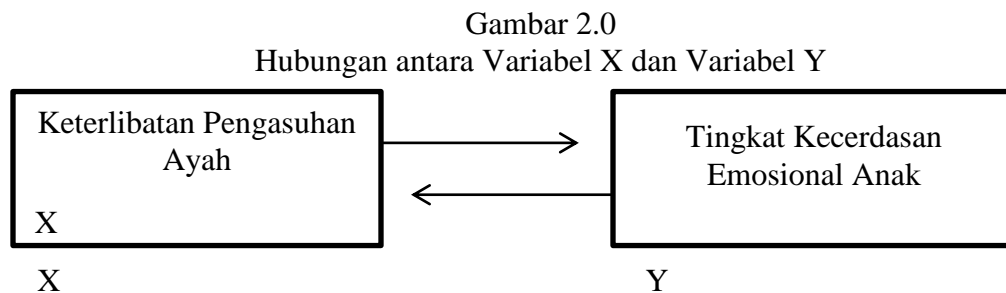 Gambar 2.0
Hubungan antara Variabel X dan Variabel Y
Keterlibatan Pengasuhan
Ayah
X
Tingkat Kecerdasan
Emosional Anak
X
Y